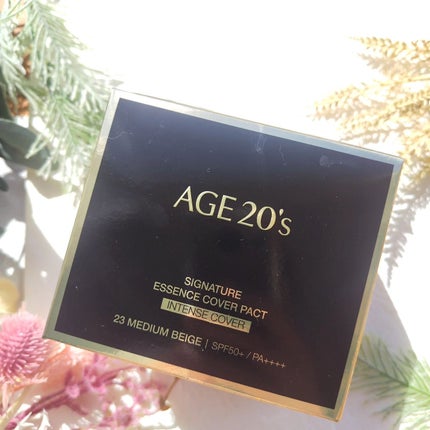 AGE 20's
SIGNATURE
ESSENCE COVER PACT
INTENSE COVER
23 MEDIUM BEIGE | SPF50+ / PA++++